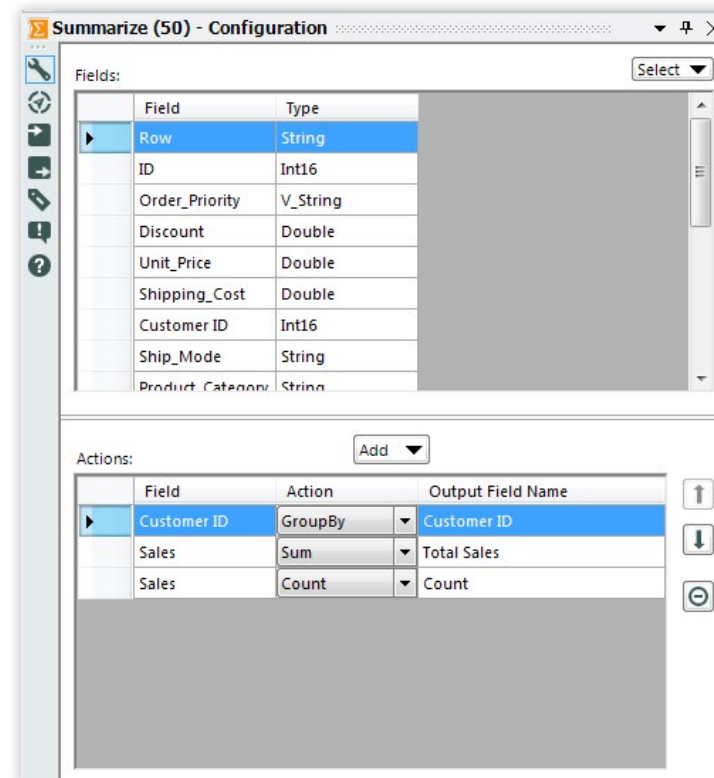 Summarize (50) - Configuration
Fields:
Select
Field Type
Row String
ID Int16
Order_Priority V_String
Discount Double
Unit_Price Double
Shipping_Cost Double
Customer ID Int16
Ship_Mode String
Product_Category String
Actions:
Add
Field Action Output Field Name
Customer ID GroupBy Customer ID
Sales Sum Total Sales
Sales Count Count